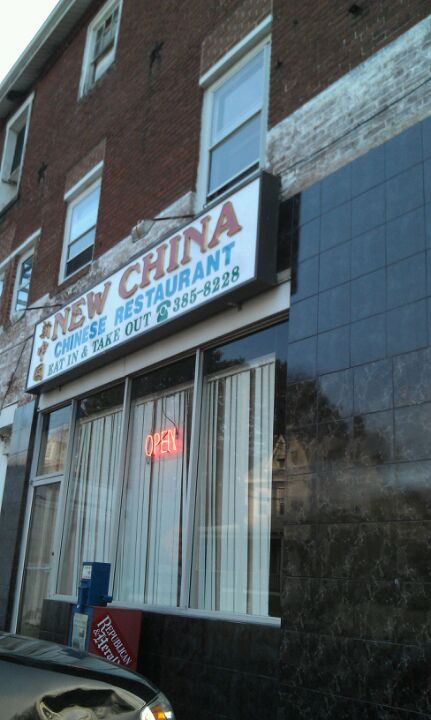 NEW CHINA
CHINESE RESTAURANT
EAT IN & TAKE OUT 385-8228
OPEN
REPUBLICAN
& Herald